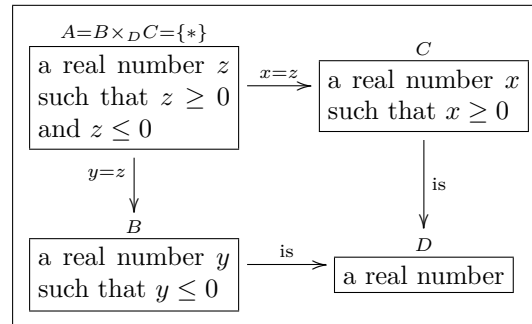 A=B×_DC={*}
a real number z
such that z ≥ 0
and z ≤ 0
x=z
C
a real number x
such that x ≥ 0
y=z
is
B
a real number y
such that y ≤ 0
is
D
a real number